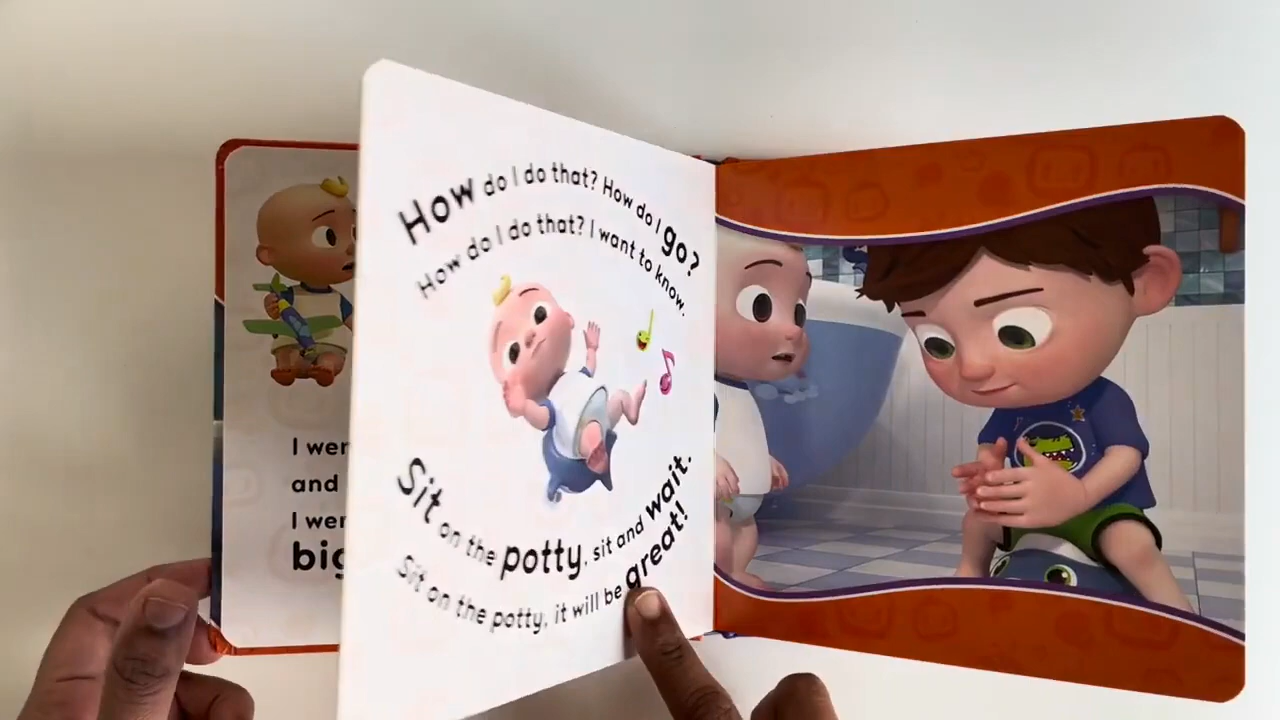 I wer
and
I wer
big
How do I do that? How do I go?
How do I do that? I want to know.
Sit on the potty, sit and wait.
Sit on the potty, it will be great!